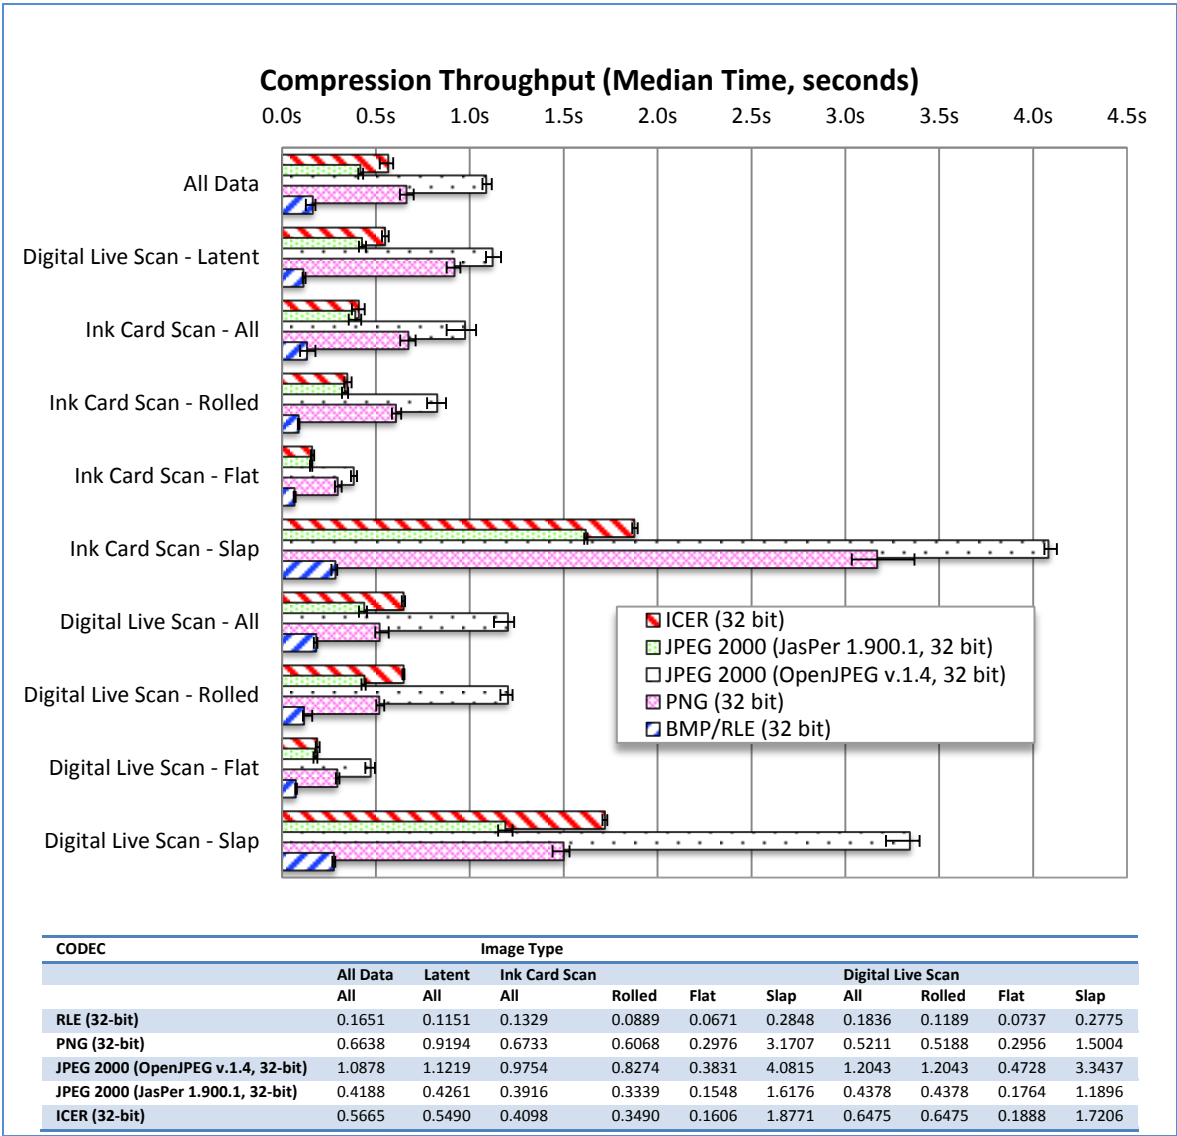 Compression Throughput (Median Time, seconds)
0.0s 0.5s 1.0s 1.5s 2.0s 2.5s 3.0s 3.5s 4.0s 4.5s
All Data
Digital Live Scan - Latent
Ink Card Scan - All
Ink Card Scan - Rolled
Ink Card Scan - Flat
Ink Card Scan - Slap
Digital Live Scan - All
Digital Live Scan - Rolled
Digital Live Scan - Flat
Digital Live Scan - Slap
ICER (32 bit)
JPEG 2000 (JasPer 1.900.1, 32 bit)
JPEG 2000 (OpenJPEG v.1.4, 32 bit)
PNG (32 bit)
BMP/RLE (32 bit)
CODEC Image Type
All Data Latent Ink Card Scan Digital Live Scan
All All All Rolled Flat Slap All Rolled Flat Slap
RLE (32-bit) 0.1651 0.1151 0.1329 0.0889 0.0671 0.2848 0.1836 0.1189 0.0737 0.2775
PNG (32-bit) 0.6638 0.9194 0.6733 0.6068 0.2976 3.1707 0.5211 0.5188 0.2956 1.5004
JPEG 2000 (OpenJPEG v.1.4, 32-bit) 1.0878 1.1219 0.9754 0.8274 0.3831 4.0815 1.2043 1.2043 0.4728 3.3437
JPEG 2000 (JasPer 1.900.1, 32-bit) 0.4188 0.4261 0.3916 0.3339 0.1548 1.6176 0.4378 0.4378 0.1764 1.1896
ICER (32-bit) 0.5665 0.5490 0.4098 0.3490 0.1606 1.8771 0.6475 0.6475 0.1888 1.7206